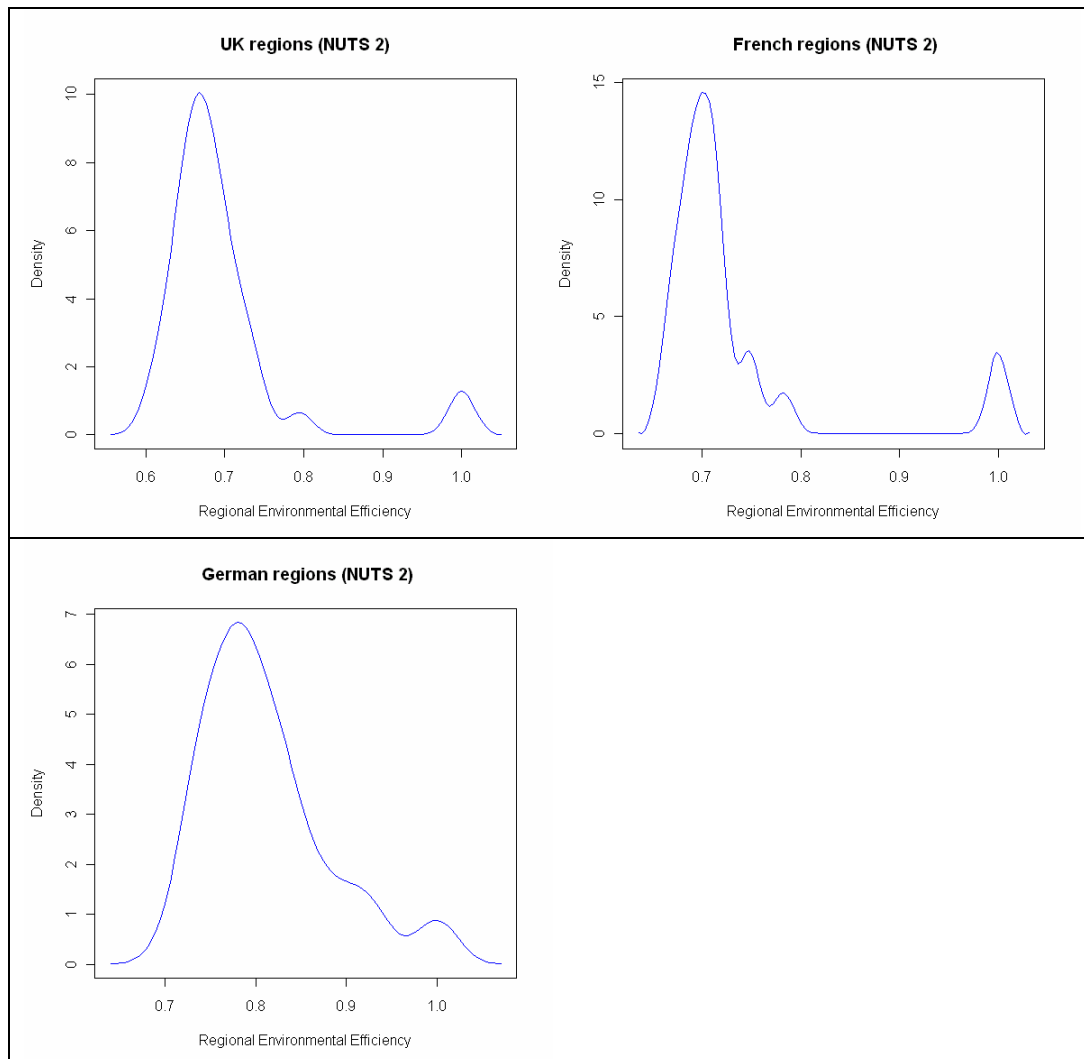 UK regions (NUTS 2)
10
8
6
4
2
0
Density
0.6 0.7 0.8 0.9 1.0
Regional Environmental Efficiency
French regions (NUTS 2)
15
10
5
0
Density
0.7 0.8 0.9 1.0
Regional Environmental Efficiency
German regions (NUTS 2)
7
6
5
4
3
2
1
0
Density
0.7 0.8 0.9 1.0
Regional Environmental Efficiency